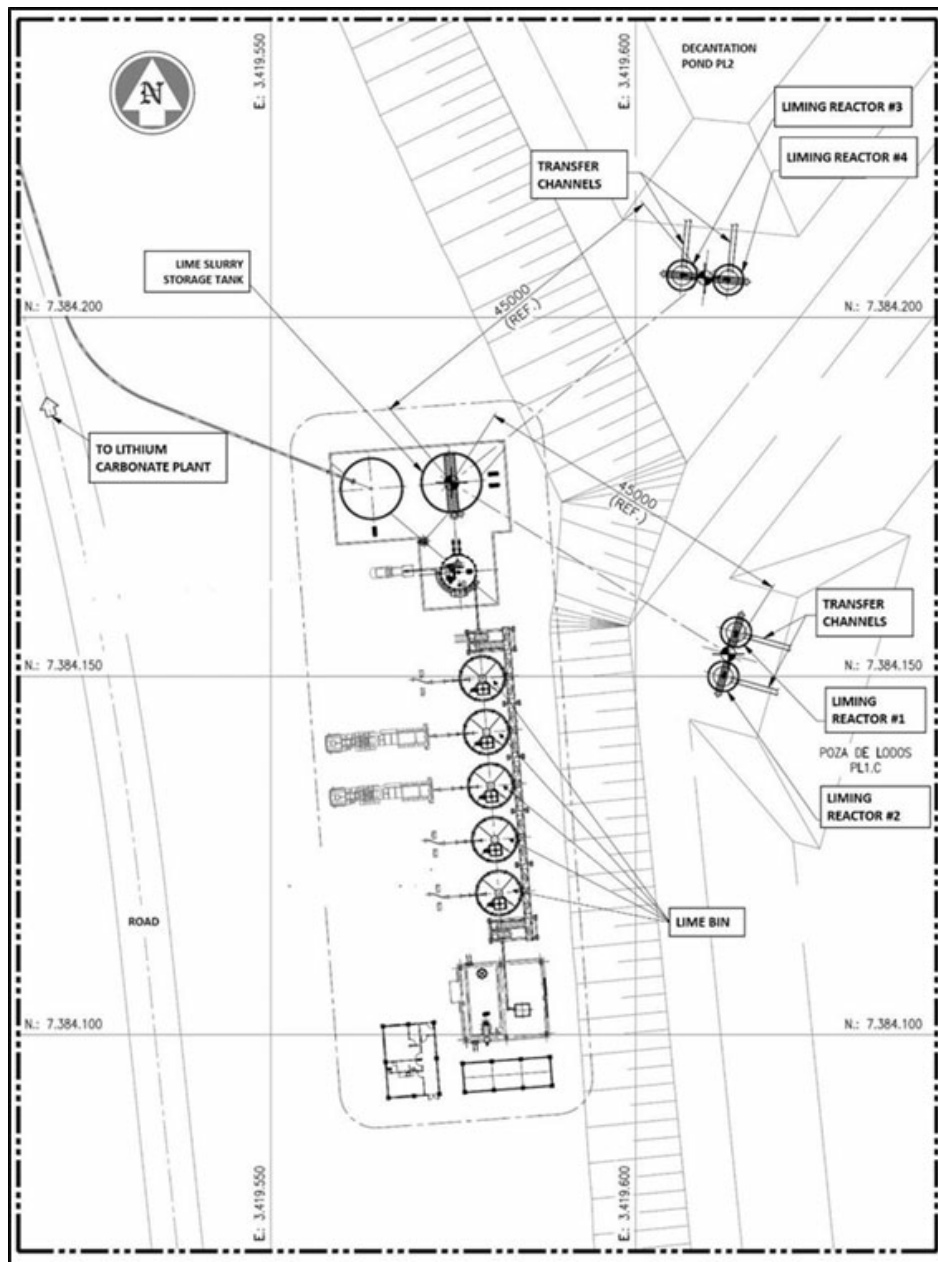 N
E.: 3.419.550
E.: 3.419.600
DECANTATION
POND PL2
LIMING REACTOR #3
LIMING REACTOR #4
TRANSFER
CHANNELS
LIME SLURRY
STORAGE TANK
N.: 7.384.200
N.: 7.384.200
45000
(REF.)
TO LITHIUM
CARBONATE PLANT
45000
(REF.)
TRANSFER
CHANNELS
N.: 7.384.150
N.: 7.384.150
LIMING
REACTOR #1
POZA DE LODOS
PL1.C
LIMING
REACTOR #2
ROAD
LIME BIN
N.: 7.384.100
N.: 7.384.100
E.: 3.419.550
E.: 3.419.600